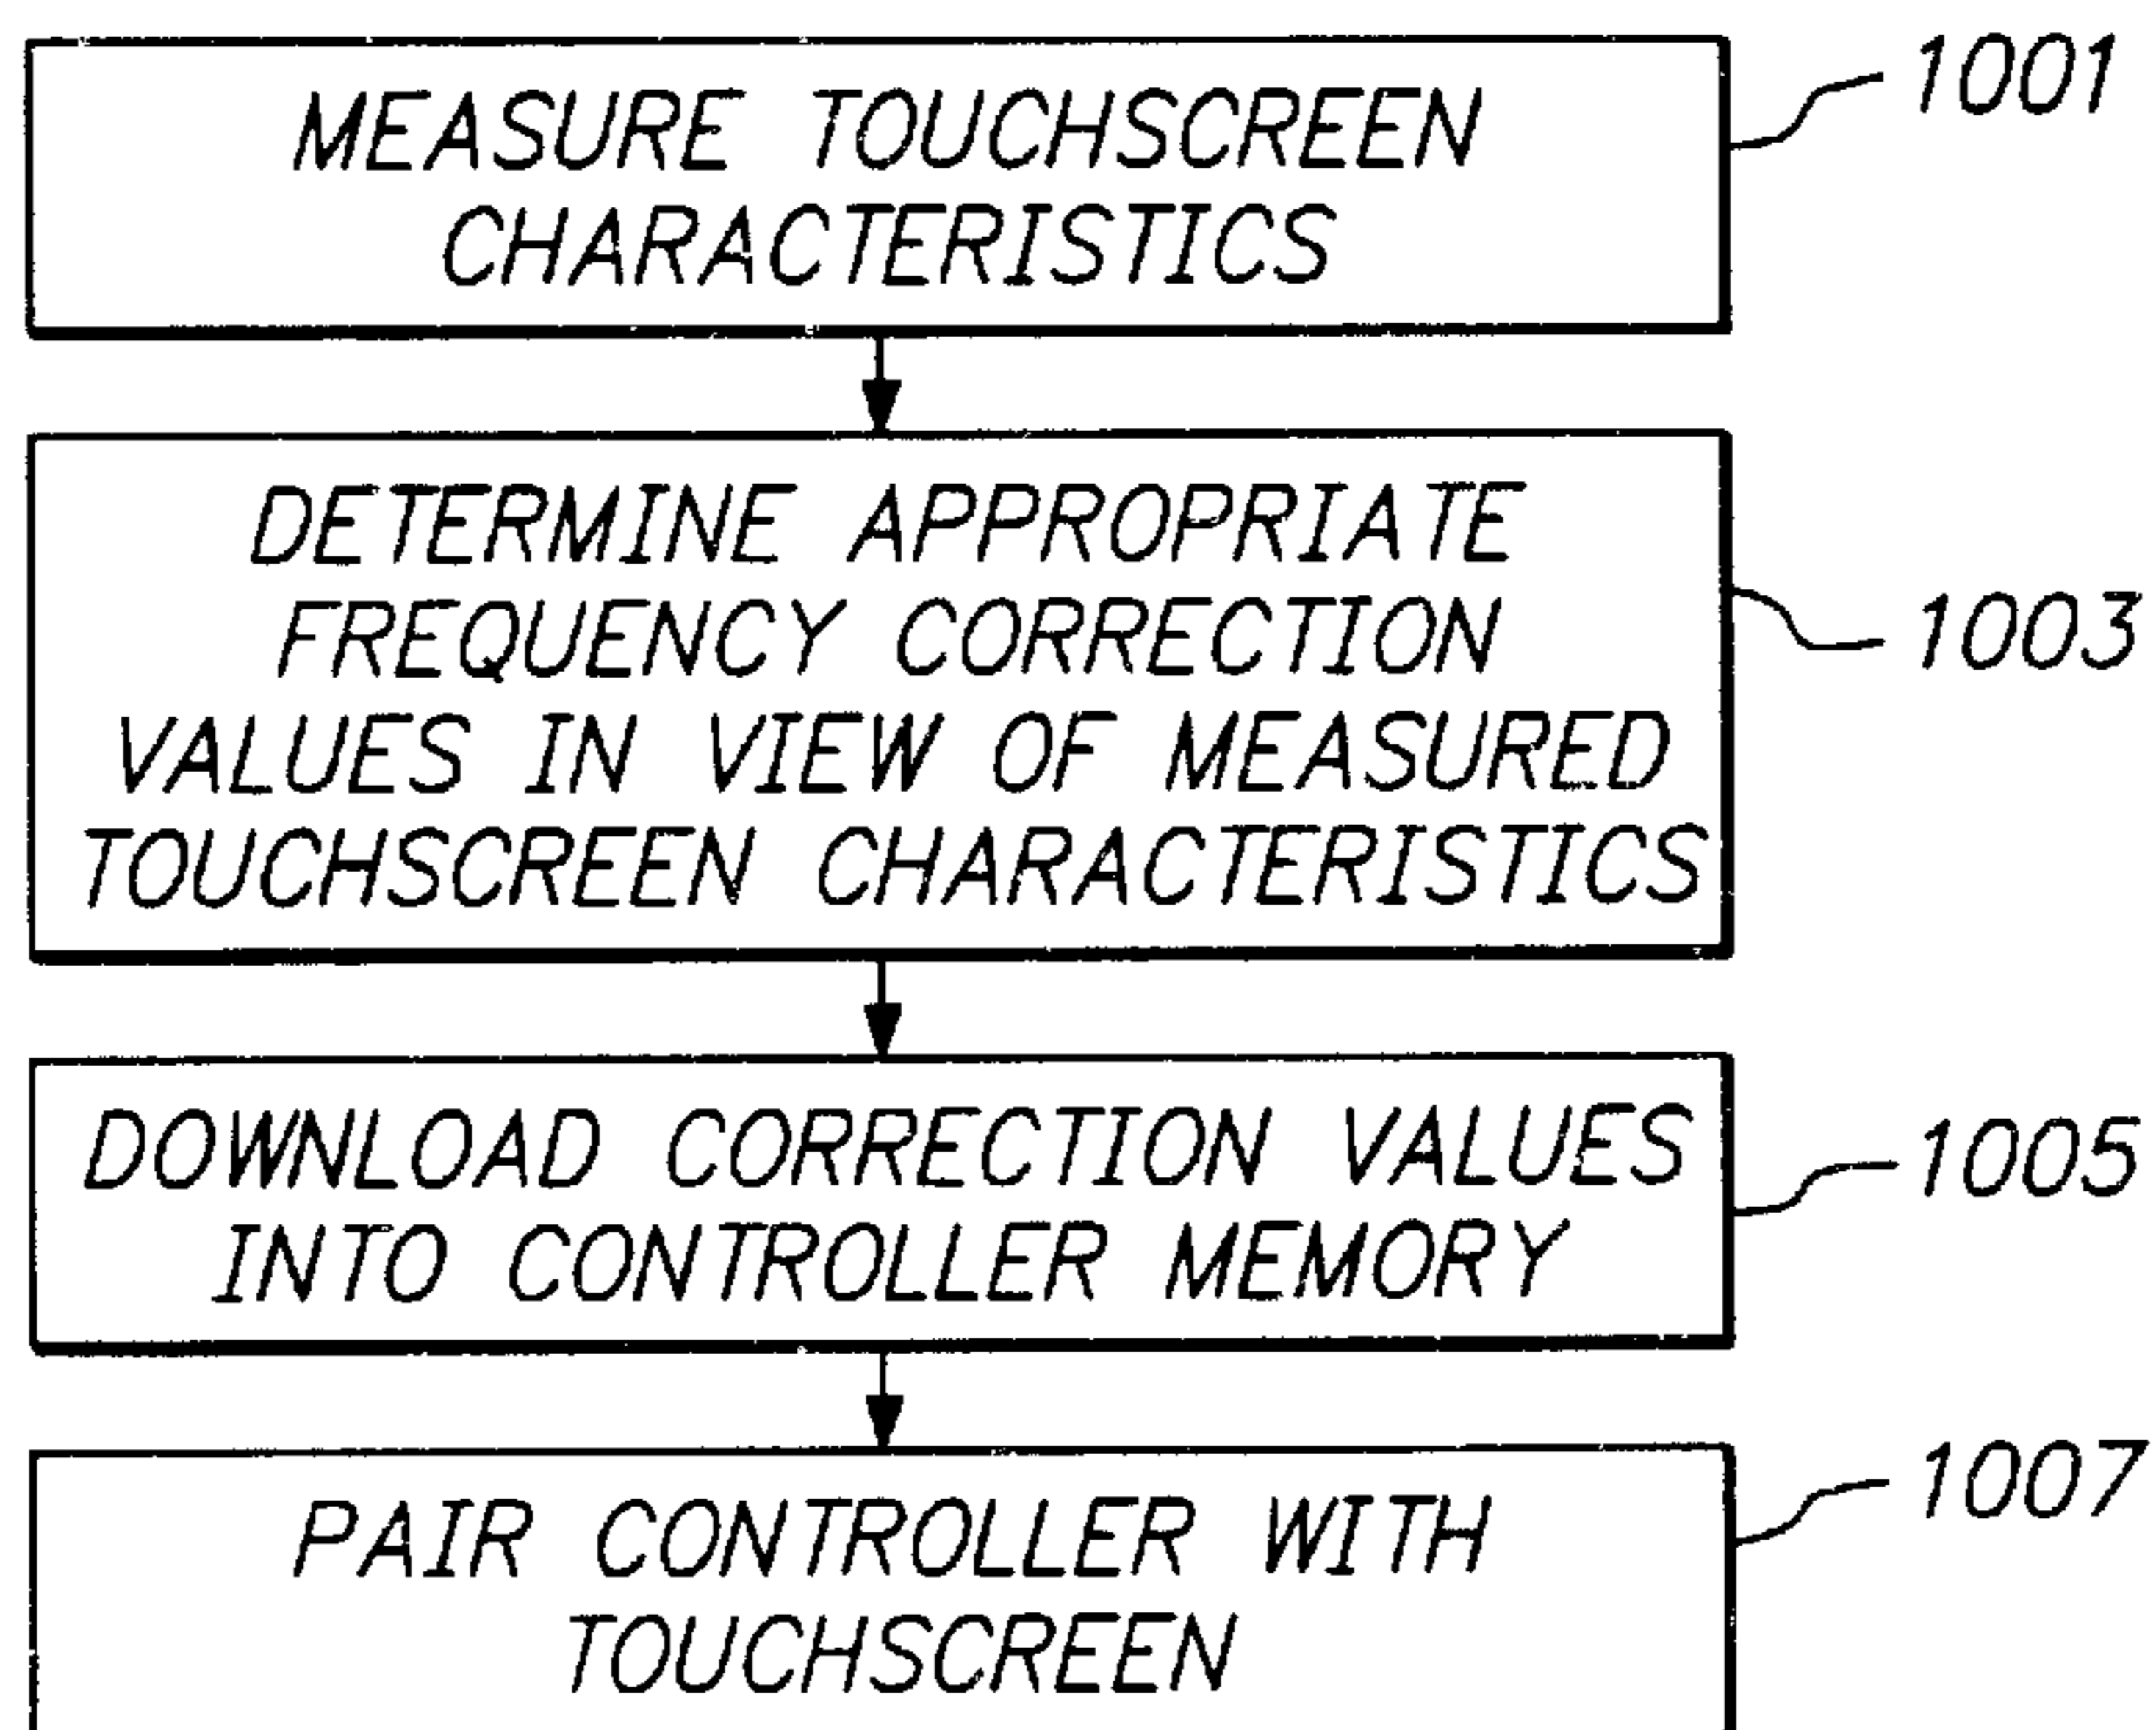 MEASURE TOUCHSCREEN
CHARACTERISTICS
1001
DETERMINE APPROPRIATE
FREQUENCY CORRECTION
VALUES IN VIEW OF MEASURED
TOUCHSCREEN CHARACTERISTICS
1003
DOWNLOAD CORRECTION VALUES
INTO CONTROLLER MEMORY
1005
PAIR CONTROLLER WITH
TOUCHSCREEN
1007